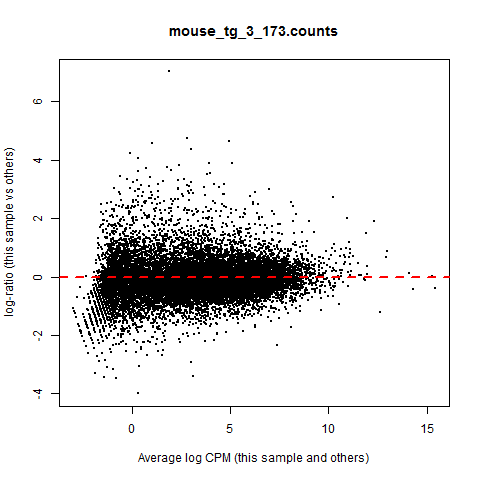 mouse_tg_3_173.counts
log-ratio (this sample vs others)
6
4
2
0
-2
-4
0 5 10 15
Average log CPM (this sample and others)